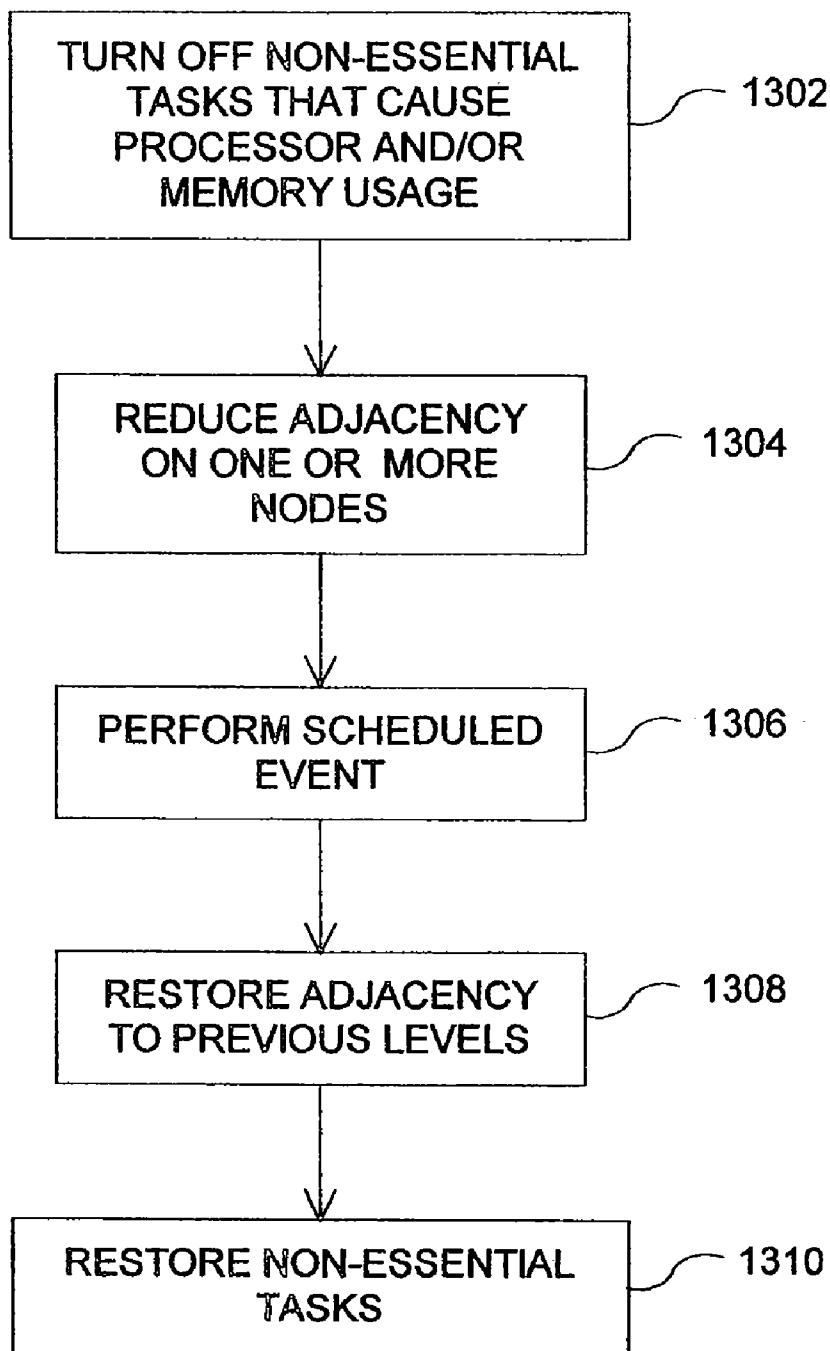 TURN OFF NON-ESSENTIAL
TASKS THAT CAUSE
PROCESSOR AND/OR
MEMORY USAGE
1302
REDUCE ADJACENCY
ON ONE OR MORE
NODES
1304
PERFORM SCHEDULED
EVENT
1306
RESTORE ADJACENCY
TO PREVIOUS LEVELS
1308
RESTORE NON-ESSENTIAL
TASKS
1310